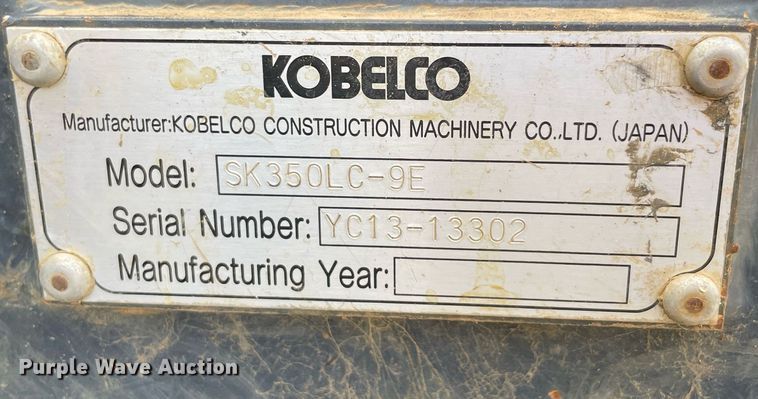 KOBELCO
Manufacturer:KOBELCO CONSTRUCTION MACHINERY CO.,LTD. (JAPAN)
Model: SK350LC-9E
Serial Number: YC13-13302
Manufacturing Year:
Purple Wave Auction